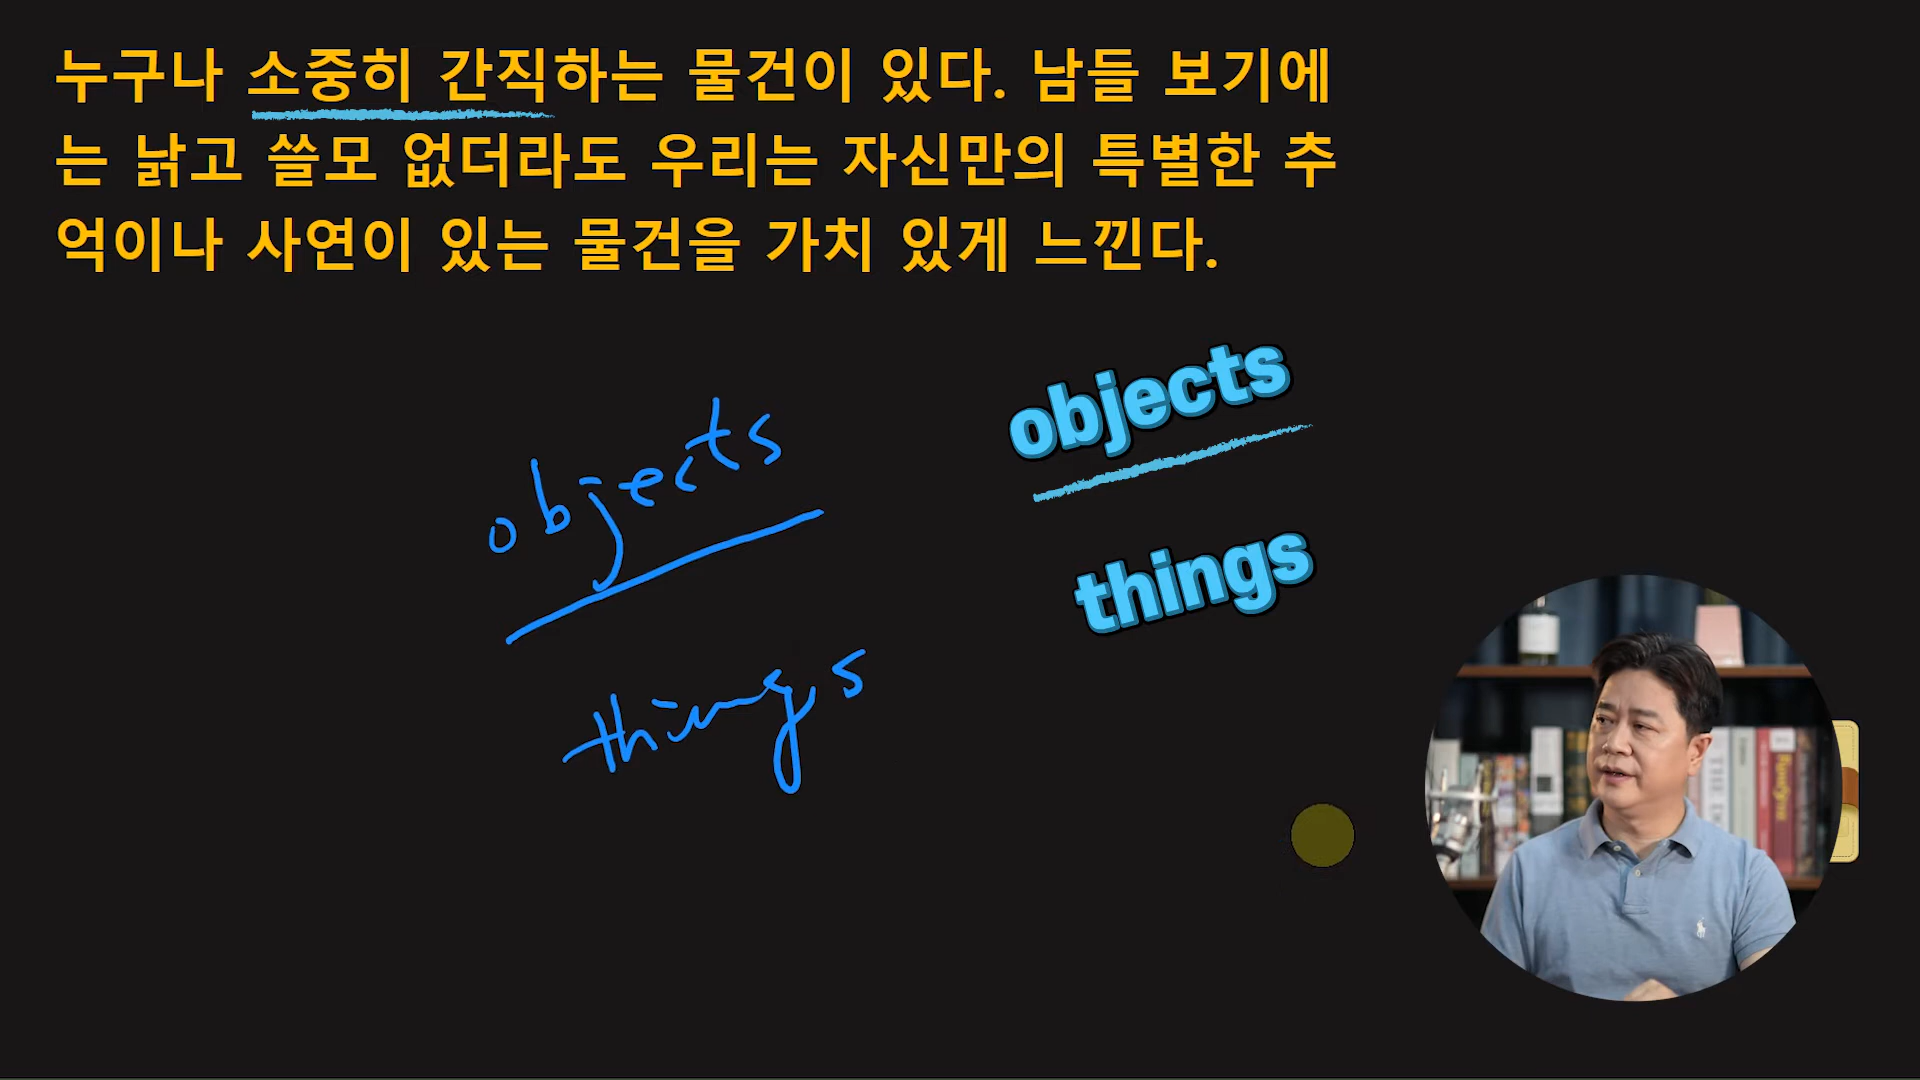 누구나 소중히 간직하는 물건이 있다. 남들 보기에
는 낡고 쓸모 없더라도 우리는 자신만의 특별한 추
억이나 사연이 있는 물건을 가치 있게 느낀다.
objects
things
objects
things